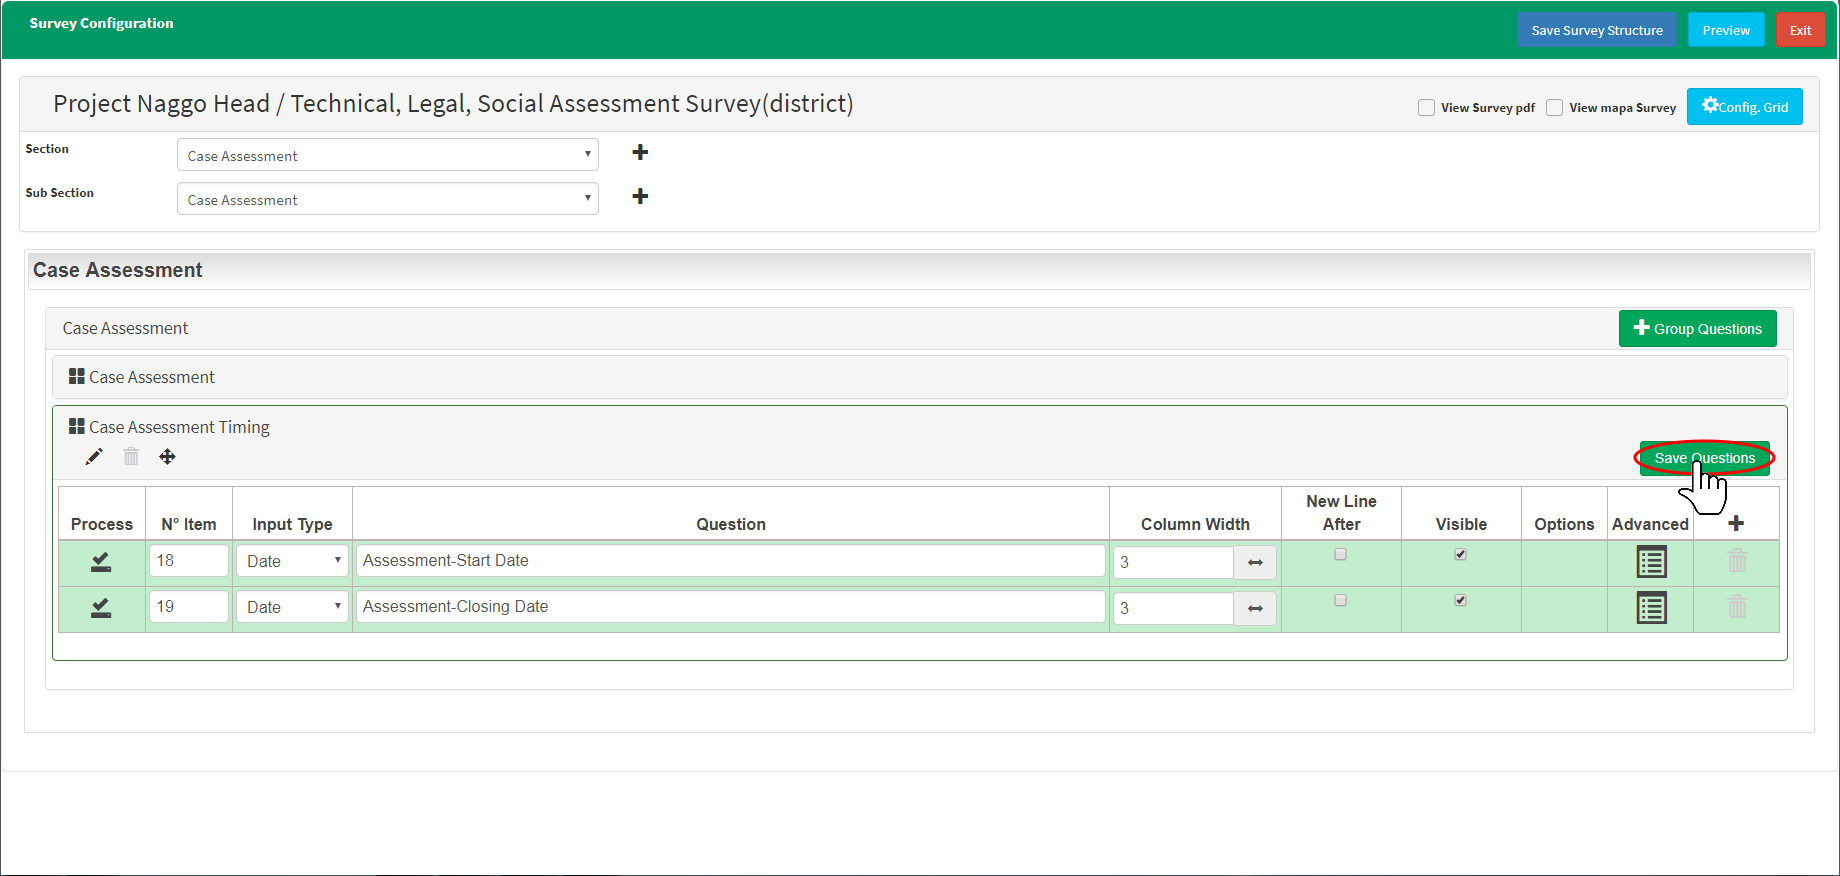 Survey Configuration
Save Survey Structure Preview Exit
Project Naggo Head / Technical, Legal, Social Assessment Survey(district)
View Survey pdf View mapa Survey Config. Grid
Section Case Assessment
Sub Section Case Assessment
Case Assessment
Case Assessment Group Questions
Case Assessment
Case Assessment Timing
Save Questions
Process N° Item Input Type Question Column Width New Line After Visible Options Advanced
18 Date Assessment-Start Date 3
19 Date Assessment-Closing Date 3